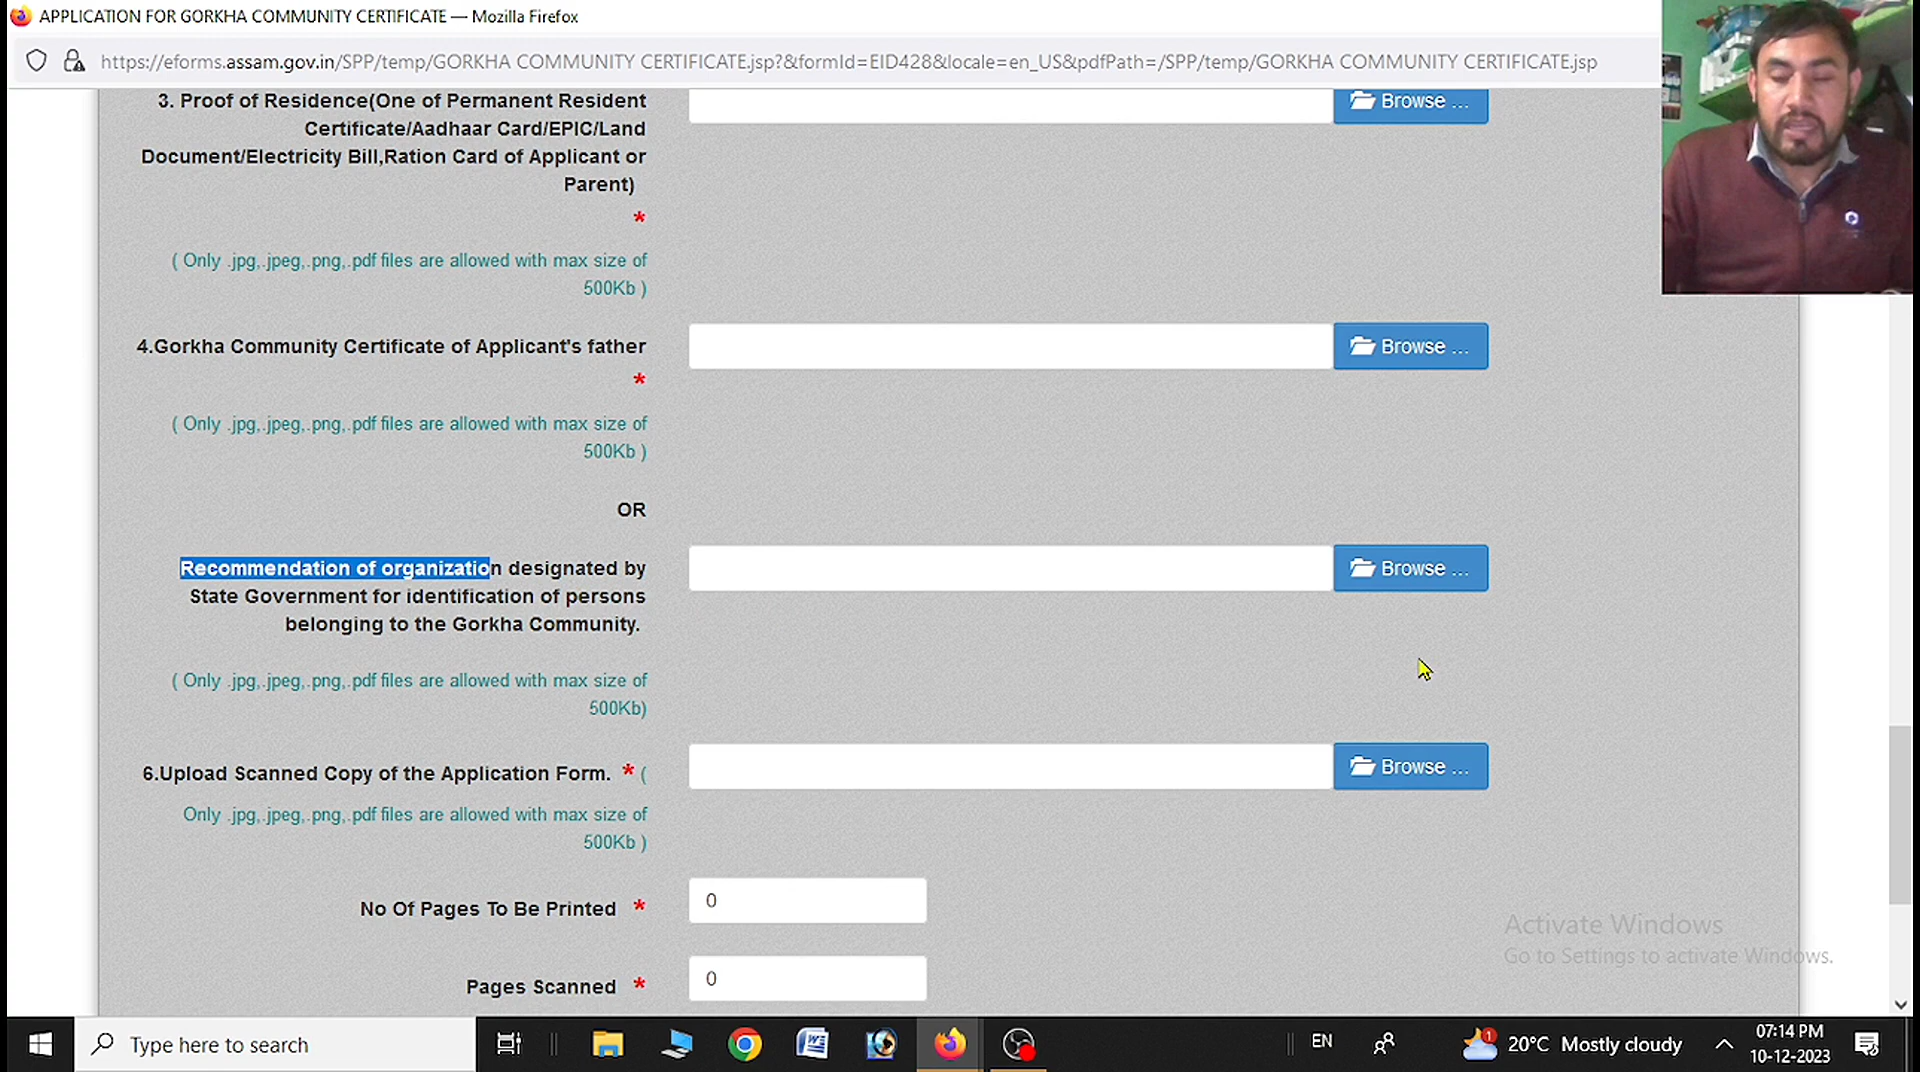 APPLICATION FOR GORKHA COMMUNITY CERTIFICATE — Mozilla Firefox
https://eforms.assam.gov.in/SPP/temp/GORKHA COMMUNITY CERTIFICATE.jsp?&formId=EID428&locale=en_US&pdfPath=/SPP/temp/GORKHA COMMUNITY CERTIFICATE.jsp
3. Proof of Residence(One of Permanent Resident
Browse ...
Certificate/Aadhaar Card/EPIC/Land
Document/Electricity Bill,Ration Card of Applicant or
Parent)
*
( Only .jpg,.jpeg,.png,.pdf files are allowed with max size of
500Kb )
4.Gorkha Community Certificate of Applicant's father
Browse ...
*
( Only .jpg,.jpeg,.png,.pdf files are allowed with max size of
500Kb )
OR
Recommendation of organization designated by
Browse ...
State Government for identification of persons
belonging to the Gorkha Community.
( Only .jpg,.jpeg,.png,.pdf files are allowed with max size of
500Kb)
6.Upload Scanned Copy of the Application Form. * (
Browse ...
Only .jpg,.jpeg,.png,.pdf files are allowed with max size of
500Kb )
No Of Pages To Be Printed *
0
Pages Scanned *
0
Activate Windows
Go to Settings to activate Windows.
Type here to search
EN
1
20°C Mostly cloudy
07:14 PM
10-12-2023